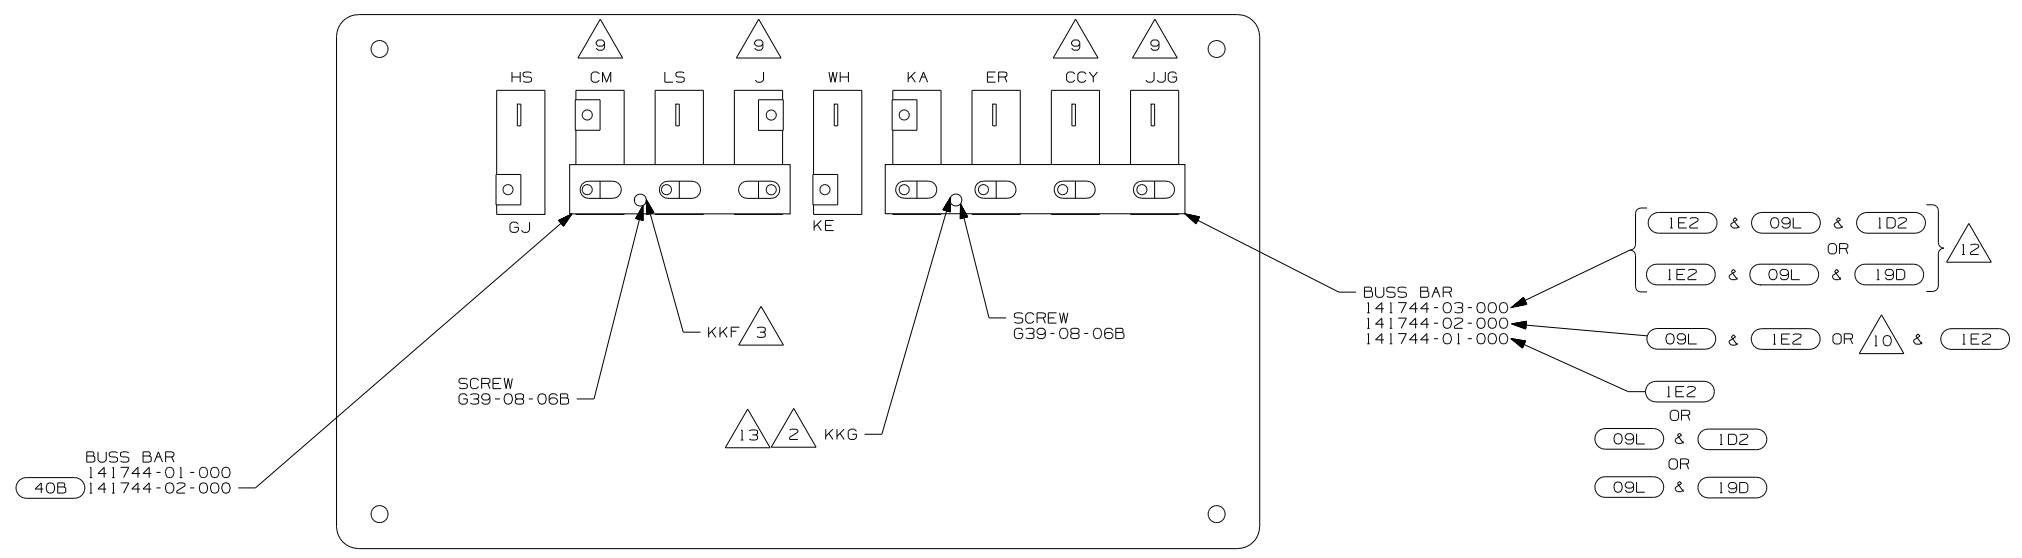 9 9 9 9
HS CM LS J WH KA ER CCY JJG
GJ KE
1E2 & 09L & 1D2
OR
1E2 & 09L & 19D
12
BUSS BAR
141744-03-000
141744-02-000
141744-01-000
09L & 1E2 OR 10 & 1E2
1E2
OR
09L & 1D2
OR
09L & 19D
SCREW
G39-08-06B
KKF 3
SCREW
G39-08-06B
13 2 KKG
BUSS BAR
141744-01-000
40B 141744-02-000